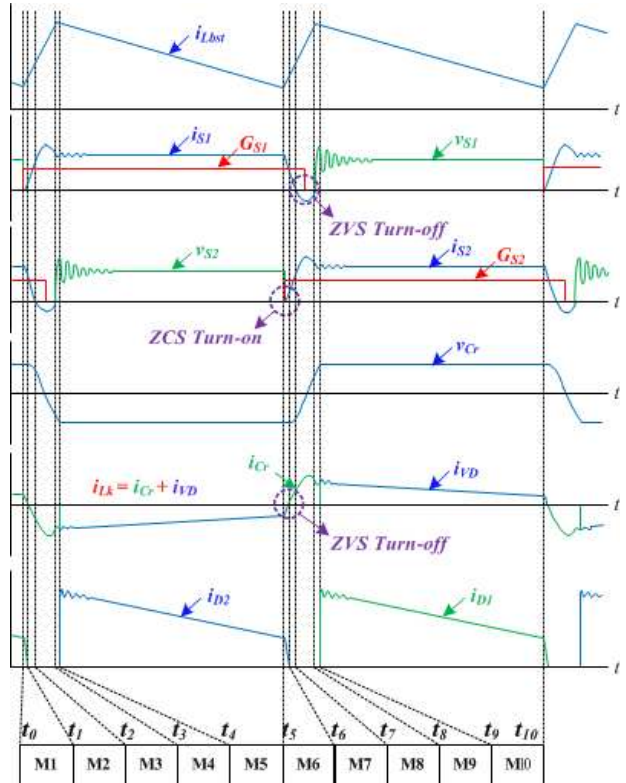 iLbst
t
iS1 GS1 vS1
t
ZVS Turn-off
vS2 iS2 GS2
t
ZCS Turn-on
vCr
t
iLk = iCr + iVD iCr iVD
t
ZVS Turn-off
iD2 iD1
t
t0 t1 t2 t3 t4 t5 t6 t7 t8 t9 t10
M1 M2 M3 M4 M5 M6 M7 M8 M9 M10